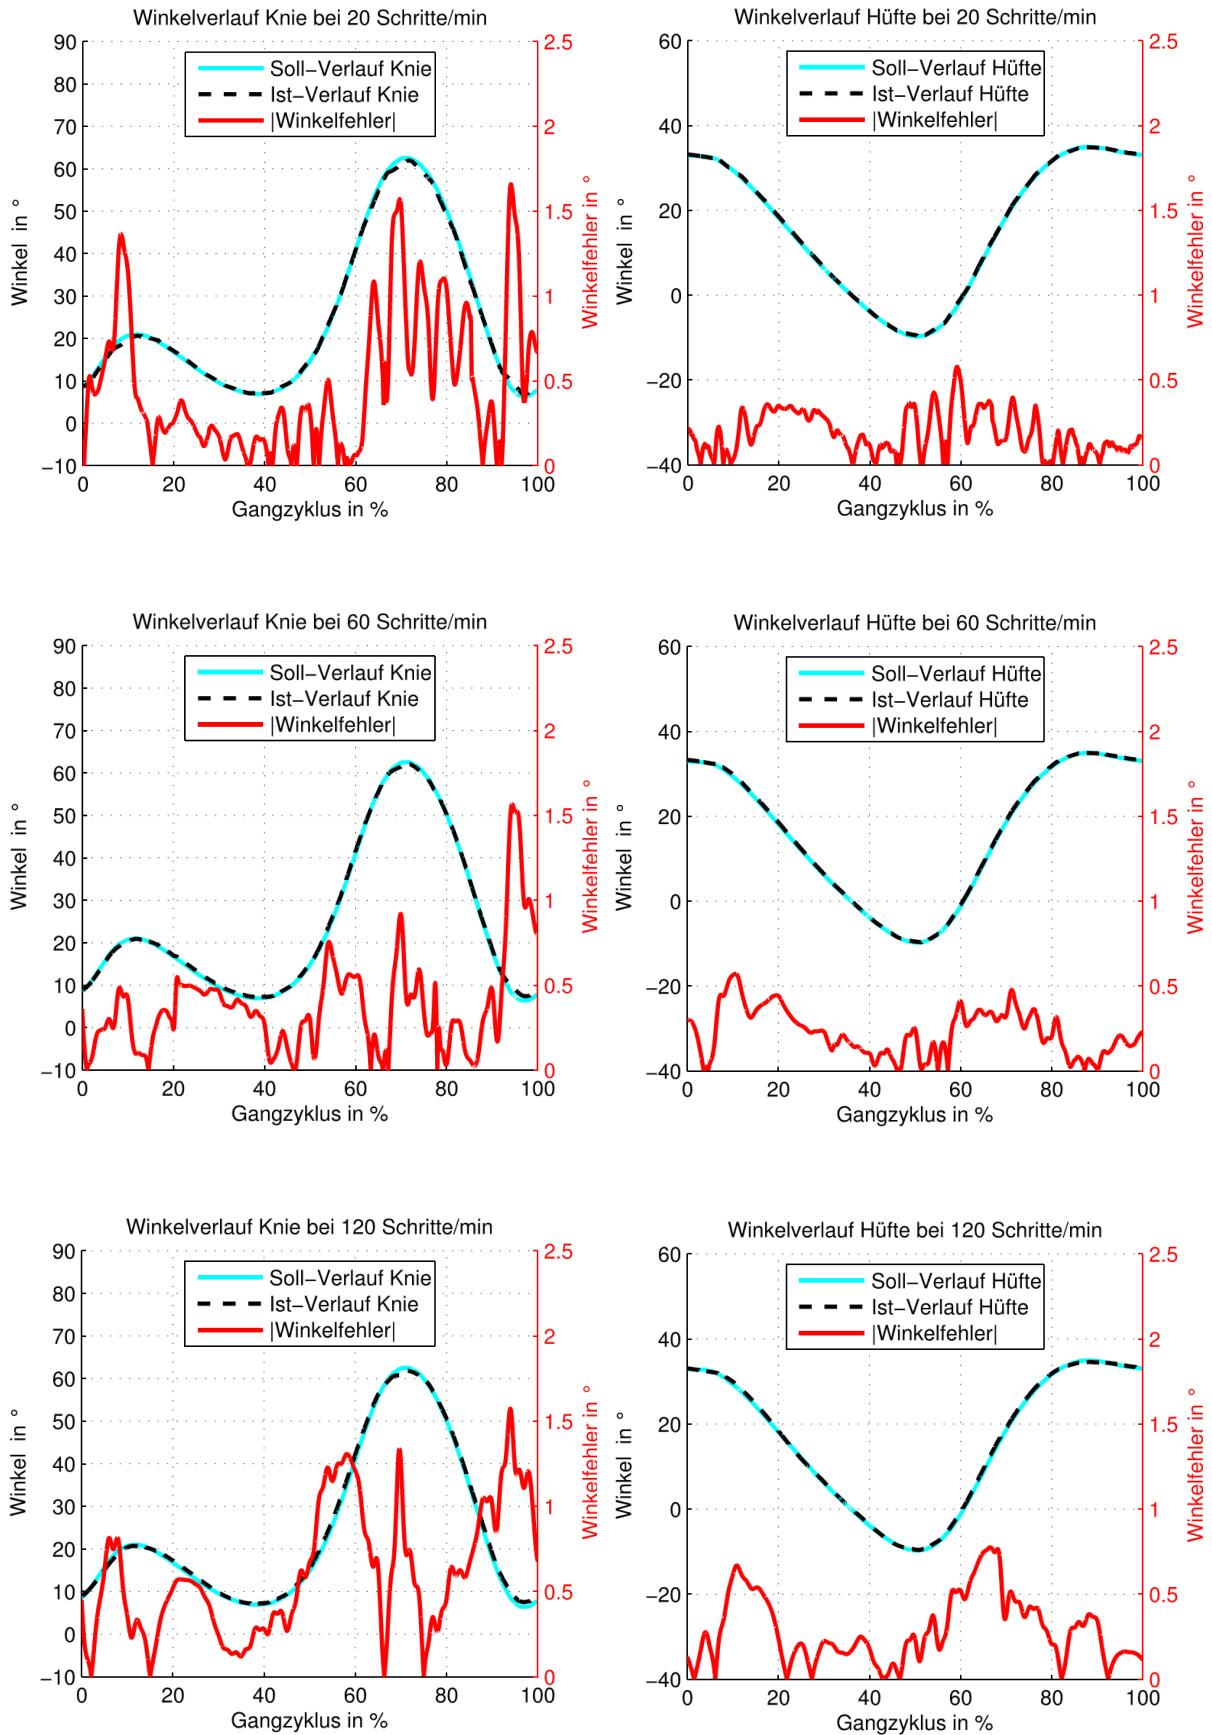 Winkelverlauf Knie bei 20 Schritte/min
90
80
70
60
50
40
30
20
10
0
−10
2.5
2
1.5
1
0.5
0
Soll−Verlauf Knie
Ist−Verlauf Knie
|Winkelfehler|
Winkel in °
Winkelfehler in °
0 20 40 60 80 100
Gangzyklus in %
Winkelverlauf Hüfte bei 20 Schritte/min
60
40
20
0
−20
−40
2.5
2
1.5
1
0.5
0
Soll−Verlauf Hüfte
Ist−Verlauf Hüfte
|Winkelfehler|
Winkel in °
Winkelfehler in °
0 20 40 60 80 100
Gangzyklus in %
Winkelverlauf Knie bei 60 Schritte/min
90
80
70
60
50
40
30
20
10
0
−10
2.5
2
1.5
1
0.5
0
Soll−Verlauf Knie
Ist−Verlauf Knie
|Winkelfehler|
Winkel in °
Winkelfehler in °
0 20 40 60 80 100
Gangzyklus in %
Winkelverlauf Hüfte bei 60 Schritte/min
60
40
20
0
−20
−40
2.5
2
1.5
1
0.5
0
Soll−Verlauf Hüfte
Ist−Verlauf Hüfte
|Winkelfehler|
Winkel in °
Winkelfehler in °
0 20 40 60 80 100
Gangzyklus in %
Winkelverlauf Knie bei 120 Schritte/min
90
80
70
60
50
40
30
20
10
0
−10
2.5
2
1.5
1
0.5
0
Soll−Verlauf Knie
Ist−Verlauf Knie
|Winkelfehler|
Winkel in °
Winkelfehler in °
0 20 40 60 80 100
Gangzyklus in %
Winkelverlauf Hüfte bei 120 Schritte/min
60
40
20
0
−20
−40
2.5
2
1.5
1
0.5
0
Soll−Verlauf Hüfte
Ist−Verlauf Hüfte
|Winkelfehler|
Winkel in °
Winkelfehler in °
0 20 40 60 80 100
Gangzyklus in %